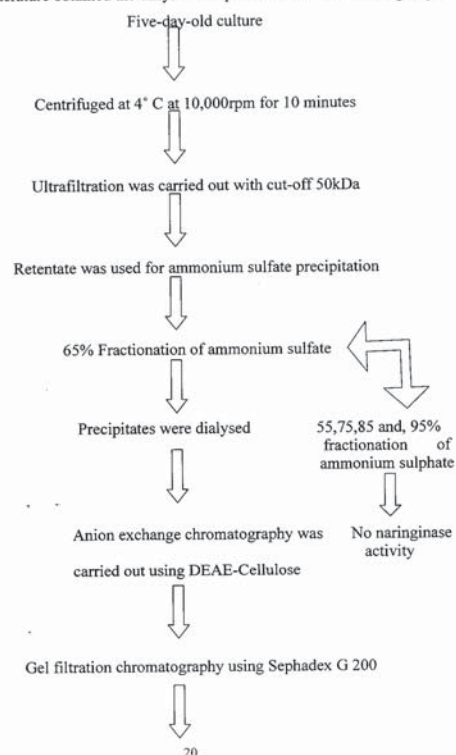 Five-day-old culture
Centrifuged at 4° C at 10,000rpm for 10 minutes
Ultrafiltration was carried out with cut-off 50kDa
Retentate was used for ammonium sulfate precipitation
65% Fractionation of ammonium sulfate
Precipitates were dialysed
55,75,85 and, 95%
fractionation of
ammonium sulphate
Anion exchange chromatography was
carried out using DEAE-Cellulose
No naringinase
activity
Gel filtration chromatography using Sephadex G 200
20